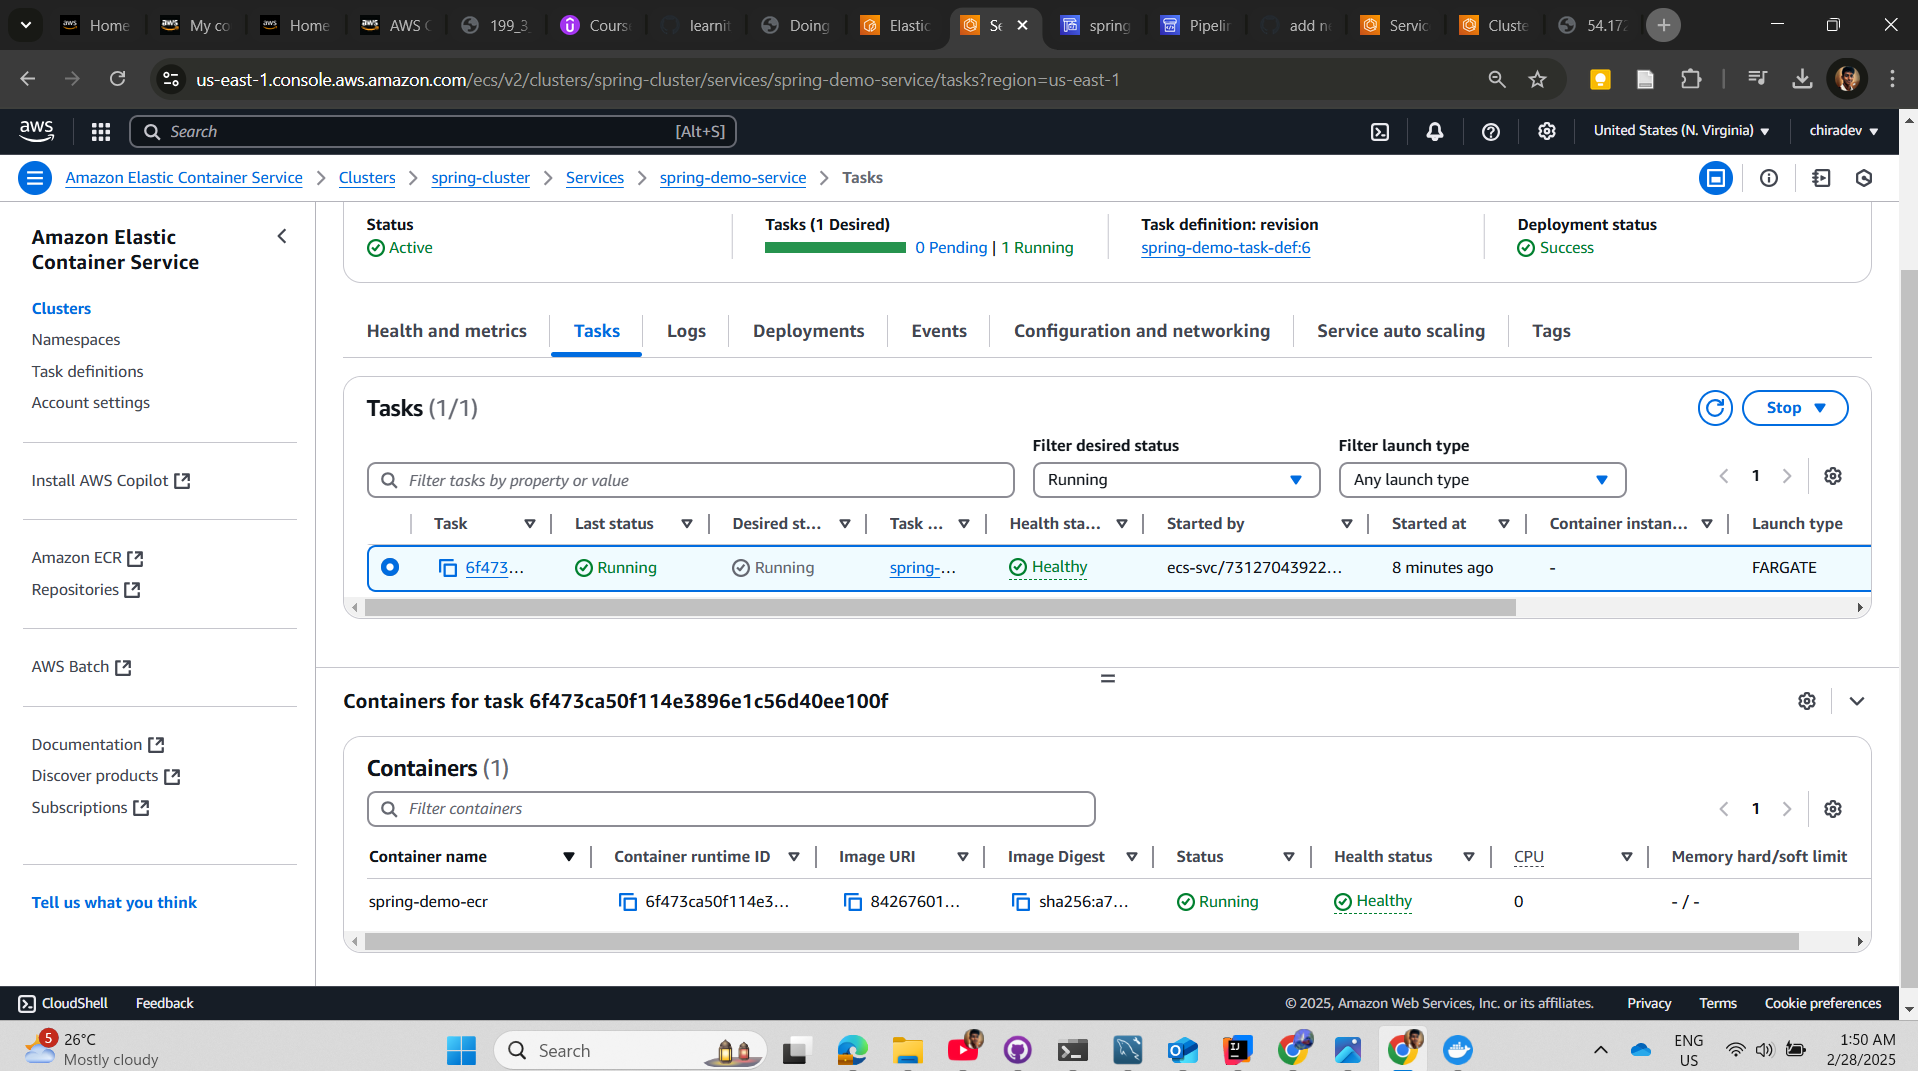 Home
My co
Home
AWS C
199_3
Cours
learnit
Doing
Elastic
Se
spring
Pipelin
add ne
Servic
Cluste
54.172
us-east-1.console.aws.amazon.com/ecs/v2/clusters/spring-cluster/services/spring-demo-service/tasks?region=us-east-1
aws
Search
[Alt+S]
United States (N. Virginia)
chiradev
Amazon Elastic Container Service
Clusters
spring-cluster
Services
spring-demo-service
Tasks
Amazon Elastic
Container Service
Clusters
Namespaces
Task definitions
Account settings
Install AWS Copilot
Amazon ECR
Repositories
AWS Batch
Documentation
Discover products
Subscriptions
Tell us what you think
Status
Active
Tasks (1 Desired)
0 Pending | 1 Running
Task definition: revision
spring-demo-task-def:6
Deployment status
Success
Health and metrics
Tasks
Logs
Deployments
Events
Configuration and networking
Service auto scaling
Tags
Tasks (1/1)
Stop
Filter desired status
Filter launch type
Filter tasks by property or value
Running
Any launch type
1
Task
Last status
Desired st...
Task ...
Health sta...
Started by
Started at
Container instan...
Launch type
6f473...
Running
Running
spring-...
Healthy
ecs-svc/73127043922...
8 minutes ago
-
FARGATE
Containers for task 6f473ca50f114e3896e1c56d40ee100f
Containers (1)
Filter containers
1
Container name
Container runtime ID
Image URI
Image Digest
Status
Health status
CPU
Memory hard/soft limit
spring-demo-ecr
6f473ca50f114e3...
84267601...
sha256:a7...
Running
Healthy
0
- / -
CloudShell
Feedback
© 2025, Amazon Web Services, Inc. or its affiliates.
Privacy
Terms
Cookie preferences
5
26°C
Mostly cloudy
Search
ENG
US
1:50 AM
2/28/2025